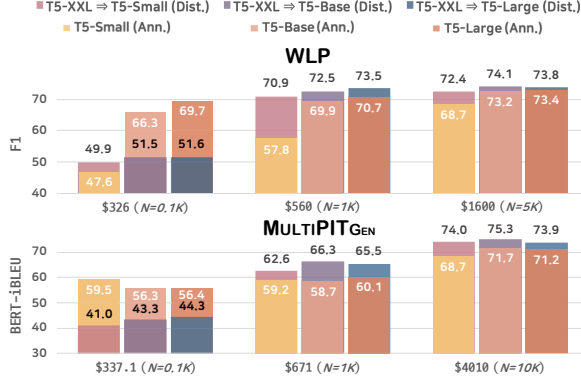 T5-XXL ⇒ T5-Small (Dist.) T5-XXL ⇒ T5-Base (Dist.) T5-XXL ⇒ T5-Large (Dist.)
T5-Small (Ann.) T5-Base (Ann.) T5-Large (Ann.)
WLP
70.9 72.5 73.5 72.4 74.1 73.8
70
66.3 69.7
69.9 70.7 68.7 73.2 73.4
F1
60
49.9 51.5 51.6
57.8
50
47.6
40
$326 (N=0.1K) $560 (N=1K) $1600 (N=5K)
MULTIPITGEN
74.0 75.3 73.9
70
62.6 66.3 65.5
68.7 71.7 71.2
BERT-iBLEU
60
59.5 56.3 56.4
59.2 58.7 60.1
50
41.0 43.3 44.3
40
30
$337.1 (N=0.1K) $671 (N=1K) $4010 (N=10K)